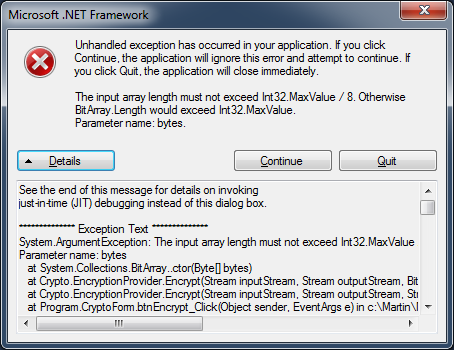 Microsoft .NET Framework
Unhandled exception has occurred in your application. If you click
Continue, the application will ignore this error and attempt to continue. If
you click Quit, the application will close immediately.
The input array length must not exceed Int32.MaxValue / 8. Otherwise
BitArray.Length would exceed Int32.MaxValue.
Parameter name: bytes.
Details
Continue
Quit
See the end of this message for details on invoking
just-in-time (JIT) debugging instead of this dialog box.
************** Exception Text **************
System.ArgumentException: The input array length must not exceed Int32.MaxValue
Parameter name: bytes
at System.Collections.BitArray..ctor(Byte[] bytes)
at Crypto.EncryptionProvider.Encrypt(Stream inputStream, Stream outputStream, Bit
at Crypto.EncryptionProvider.Encrypt(Stream inputStream, Stream outputStream, Str
at Program.CryptoForm.btnEncrypt_Click(Object sender, EventArgs e) in c:\Martin\